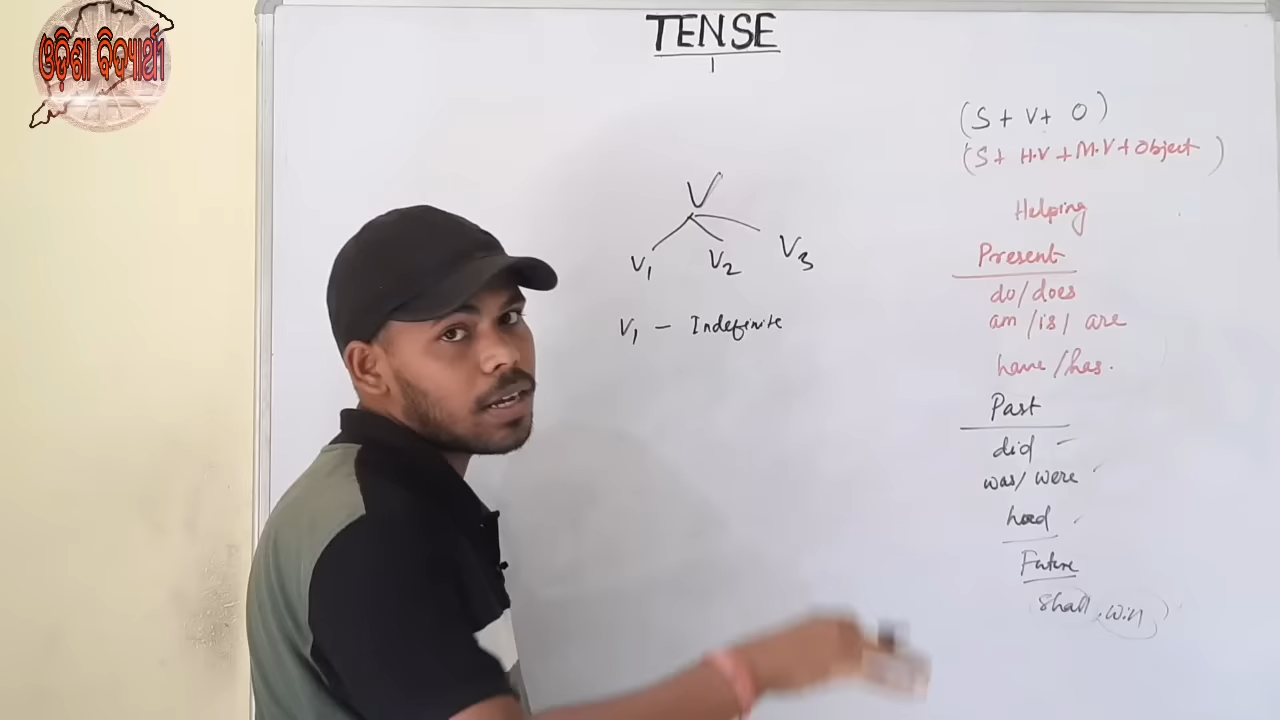 ଓଡ଼ିଶା ବିଦ୍ୟାର୍ଥୀ
TENSE
(S + V + O)
(S + H.V + M.V + Object)
V
V1 V2 V3
V1 — Indefinite
Helping
Present
do/does
am/is/are
have/has.
Past
did
was/were
had
Future
shall, will